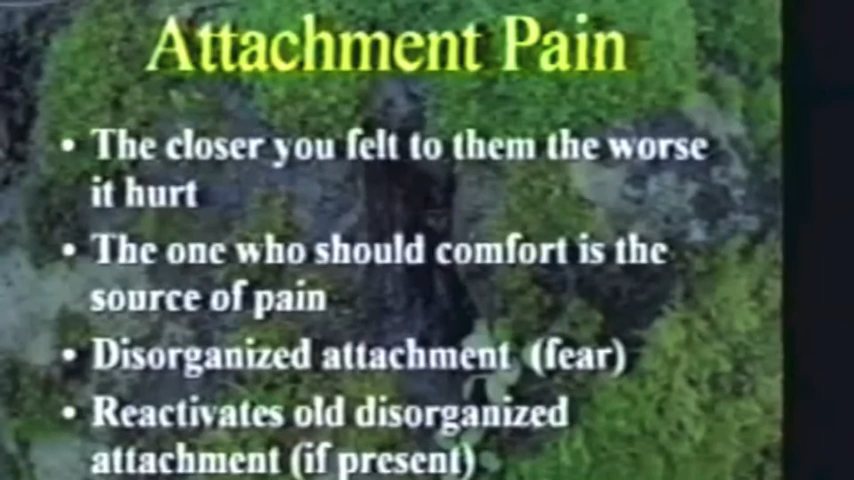 Attachment Pain
• The closer you felt to them the worse
it hurt
• The one who should comfort is the
source of pain
• Disorganized attachment (fear)
• Reactivates old disorganized
attachment (if present)